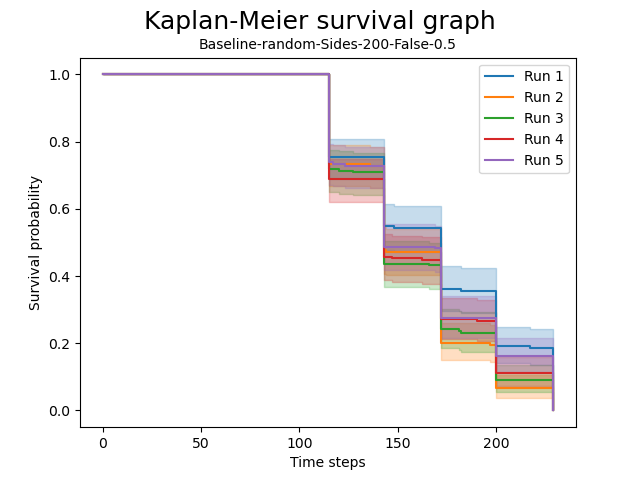 Kaplan-Meier survival graph
Baseline-random-Sides-200-False-0.5
Run 1
Run 2
Run 3
Run 4
Run 5
Survival probability
1.0
0.8
0.6
0.4
0.2
0.0
0 50 100 150 200
Time steps